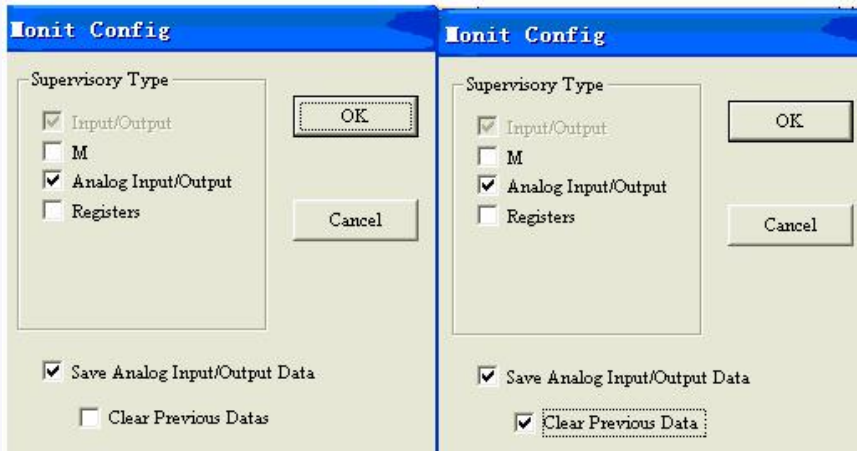 Monit Config
Supervisory Type
Input/Output
M
Analog Input/Output
Registers
OK
Cancel
Save Analog Input/Output Data
Clear Previous Datas
Monit Config
Supervisory Type
Input/Output
M
Analog Input/Output
Registers
OK
Cancel
Save Analog Input/Output Data
Clear Previous Data